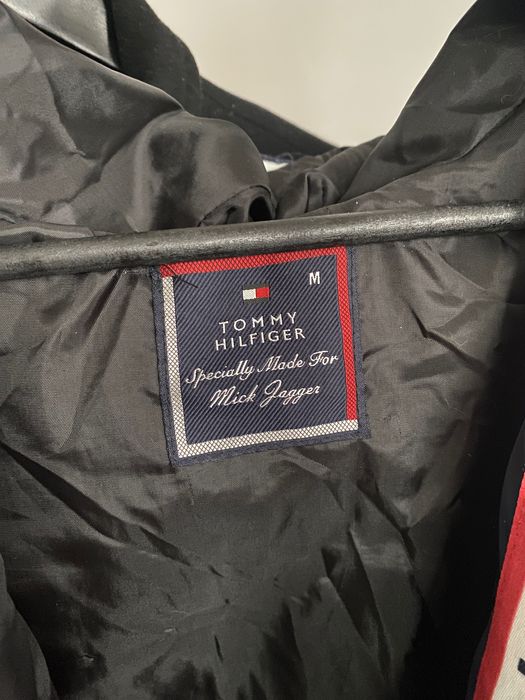 M
TOMMY
HILFIGER
Specially Made For
Mick Jagger